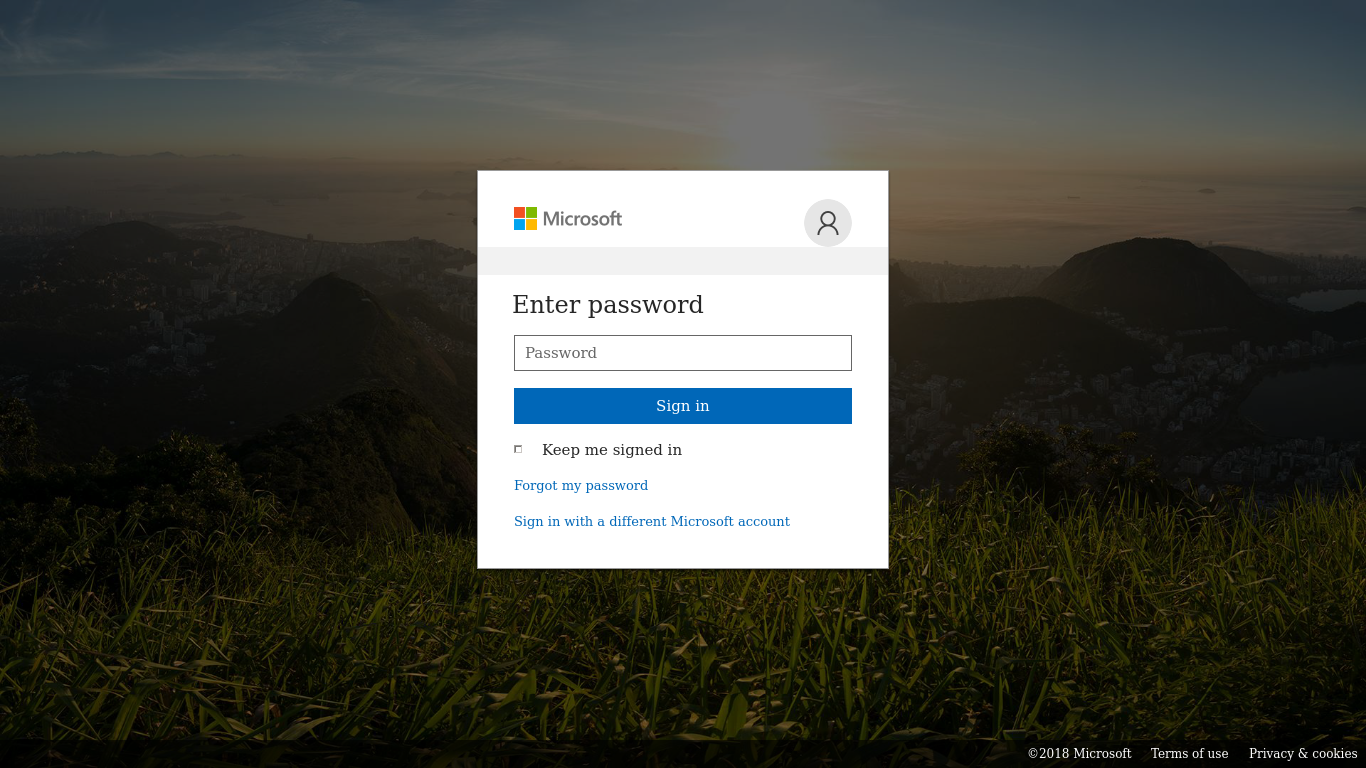 Microsoft
Enter password
Password
Sign in
Keep me signed in
Forgot my password
Sign in with a different Microsoft account
©2018 Microsoft Terms of use Privacy & cookies